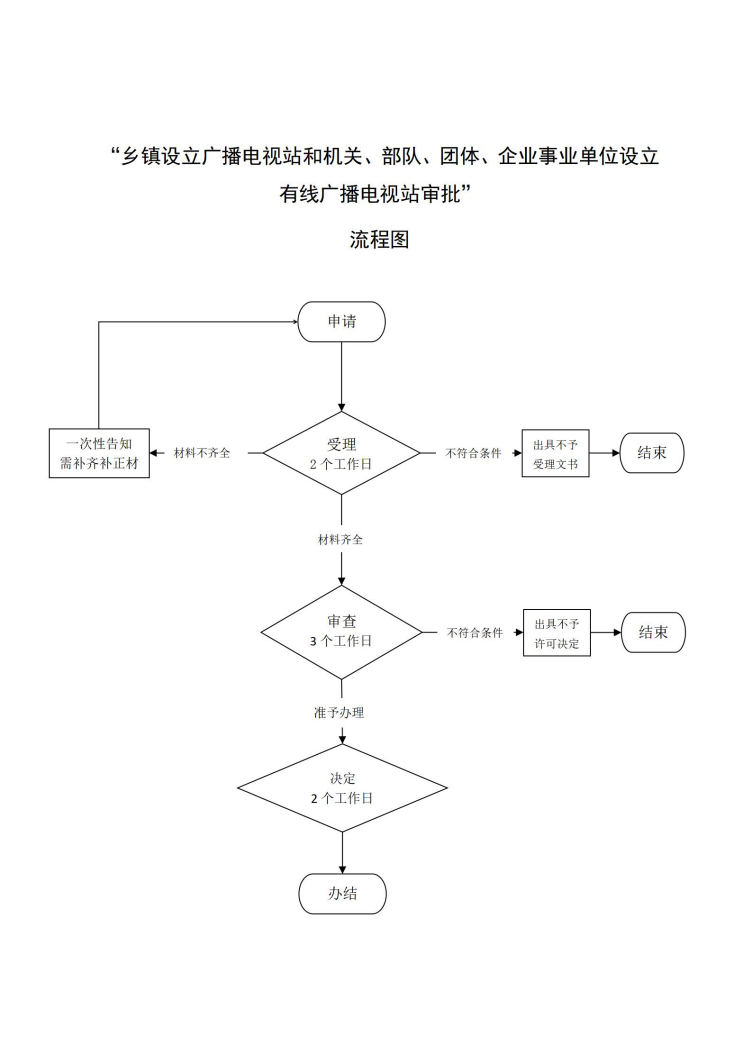 “乡镇设立广播电视站和机关、部队、团体、企业事业单位设立
有线广播电视站审批”
流程图
申请
一次性告知
需补齐补正材
材料不齐全
受理
2个工作日
不符合条件
出具不予
受理文书
结束
材料齐全
审查
3个工作日
不符合条件
出具不予
许可决定
结束
准予办理
决定
2个工作日
办结